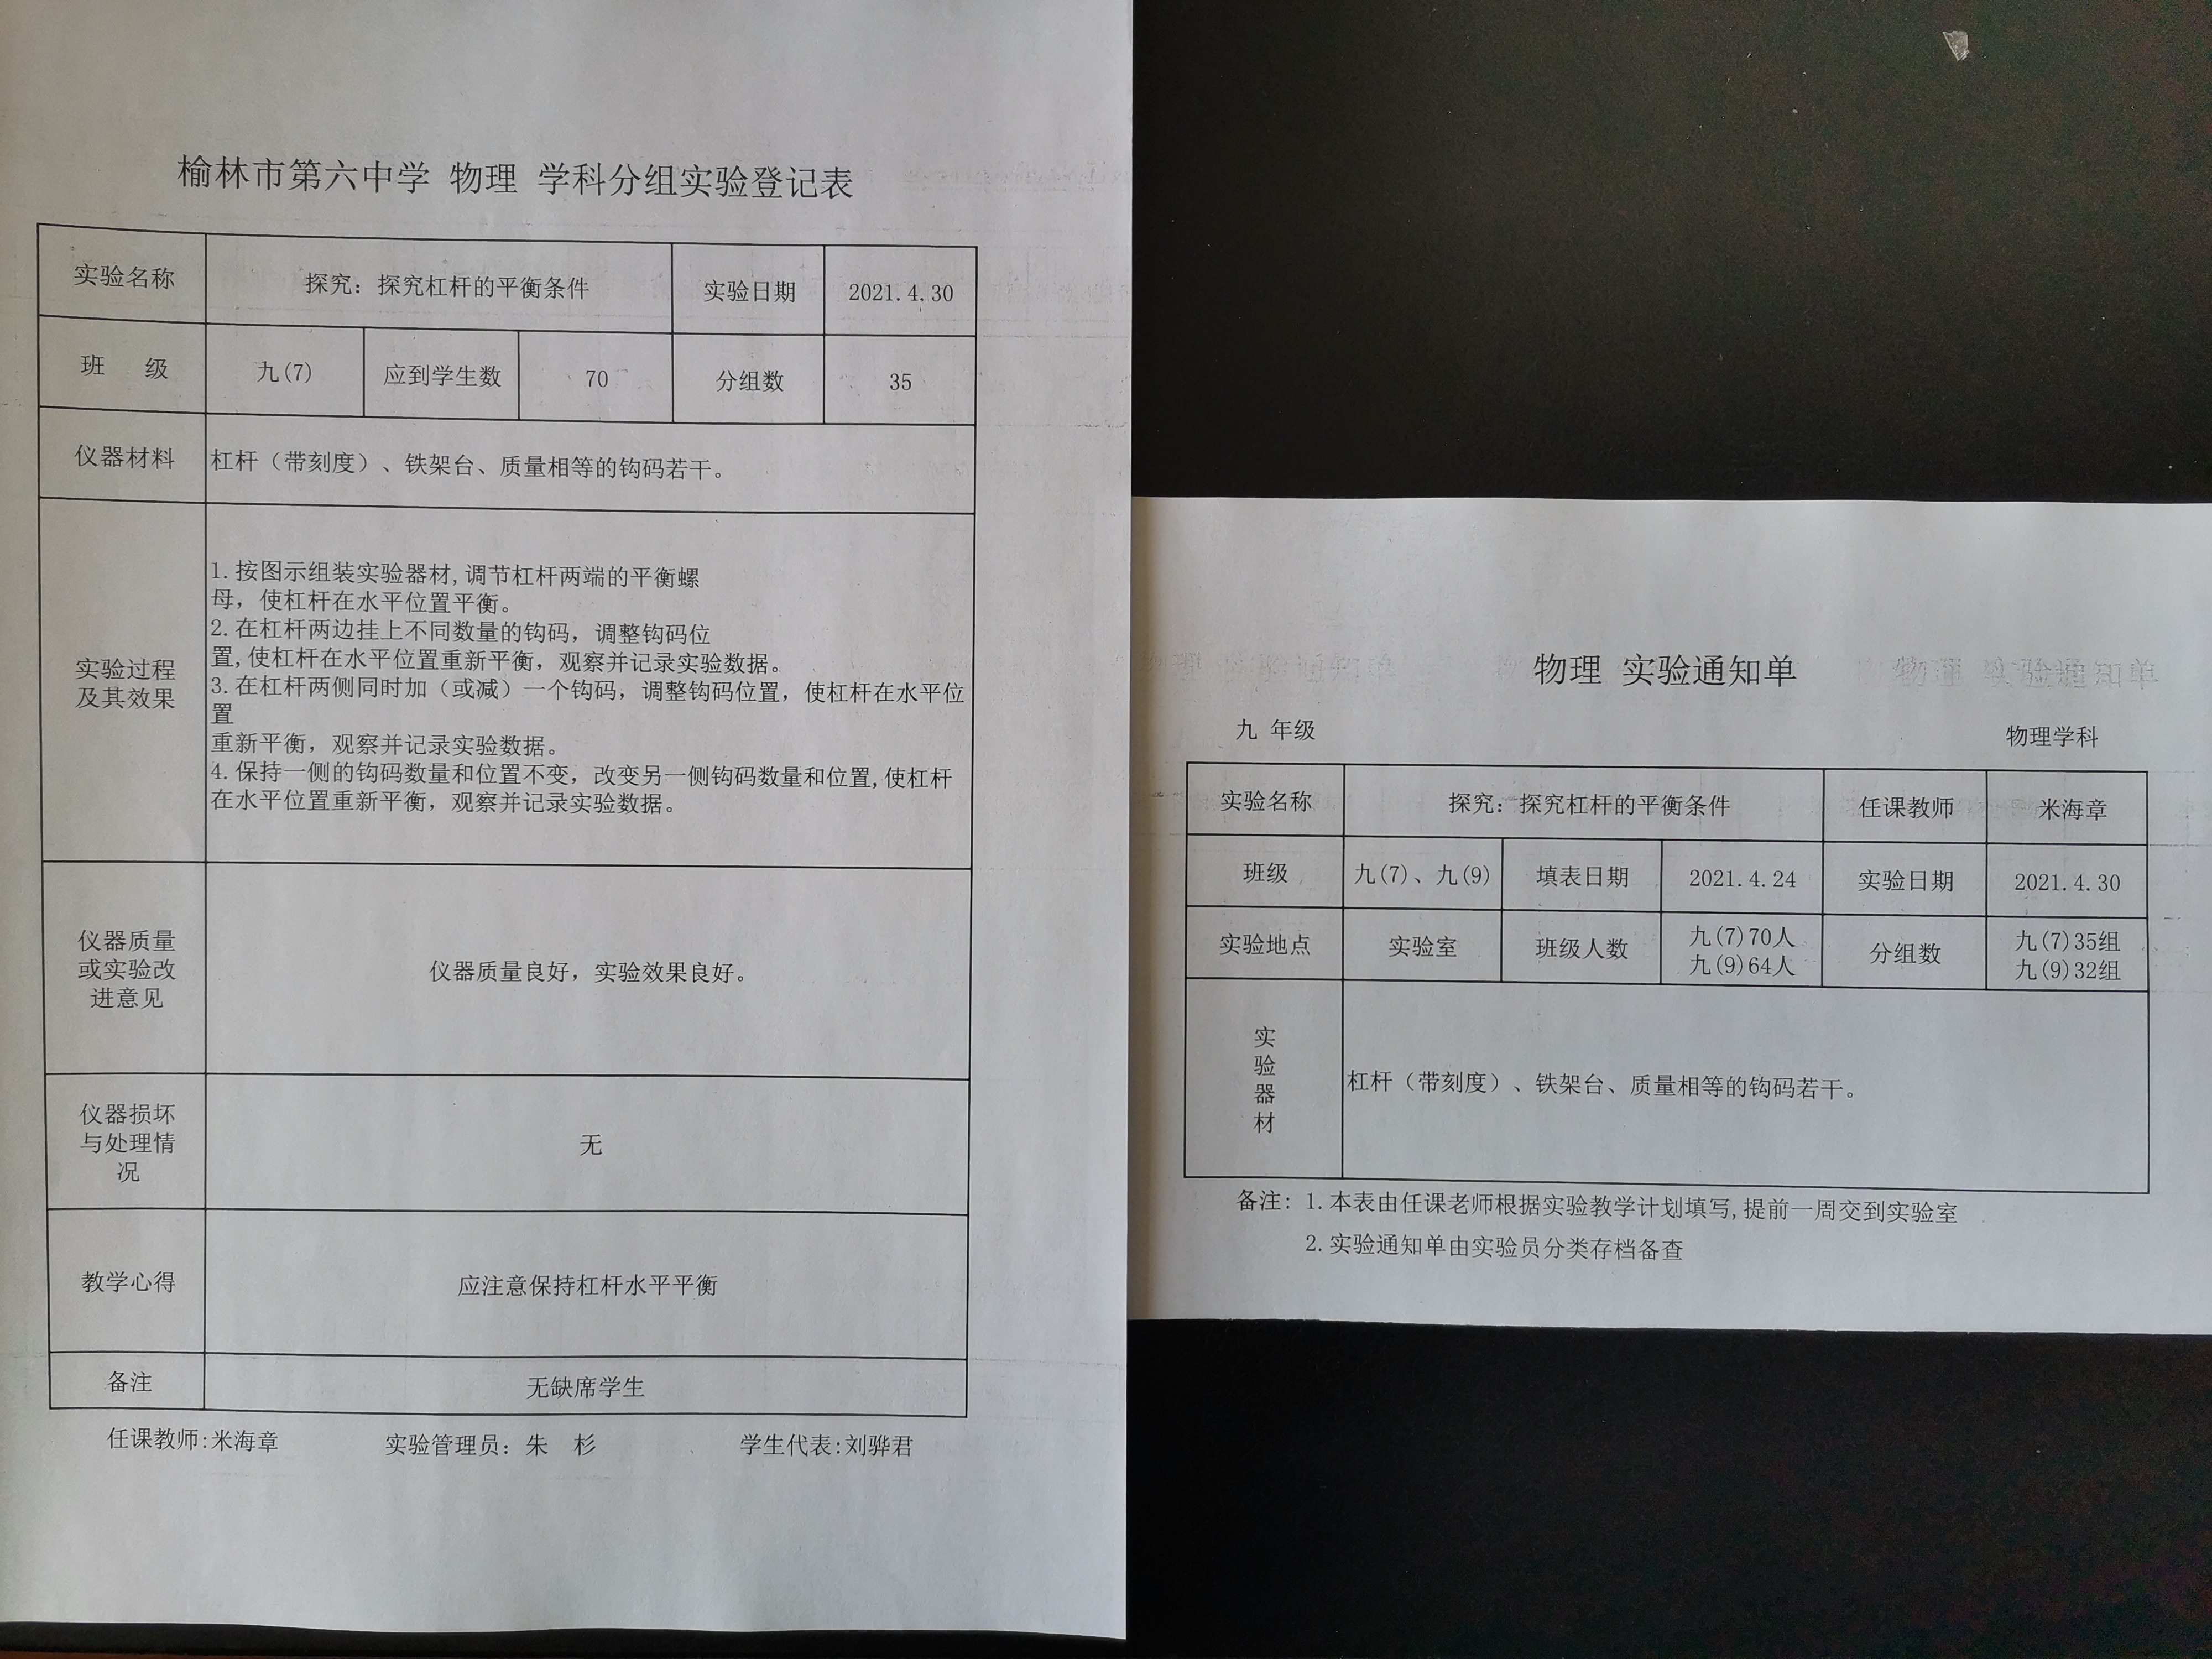 榆林市第六中学 物理 学科分组实验登记表
实验名称 探究：探究杠杆的平衡条件 实验日期 2021.4.30
班 级 九(7) 应到学生数 70 分组数 35
仪器材料 杠杆（带刻度）、铁架台、质量相等的钩码若干。
实验过程
及其效果
1.按图示组装实验器材,调节杠杆两端的平衡螺
母，使杠杆在水平位置平衡。
2.在杠杆两边挂上不同数量的钩码，调整钩码位
置,使杠杆在水平位置重新平衡，观察并记录实验数据。
3.在杠杆两侧同时加（或减）一个钩码，调整钩码位置，使杠杆在水平位
置
重新平衡，观察并记录实验数据。
4.保持一侧的钩码数量和位置不变，改变另一侧钩码数量和位置,使杠杆
在水平位置重新平衡，观察并记录实验数据。
仪器质量
或实验改
进意见
仪器质量良好，实验效果良好。
仪器损坏
与处理情
况
无
教学心得 应注意保持杠杆水平平衡
备注 无缺席学生
任课教师:米海章 实验管理员：朱 杉 学生代表:刘骅君
物理 实验通知单
九 年级 物理学科
实验名称 探究：探究杠杆的平衡条件 任课教师 米海章
班级 九(7)、九(9) 填表日期 2021.4.24 实验日期 2021.4.30
实验地点 实验室 班级人数 九(7)70人 分组数 九(7)35组
九(9)64人 九(9)32组
实
验
器
材
杠杆（带刻度）、铁架台、质量相等的钩码若干。
备注: 1.本表由任课老师根据实验教学计划填写,提前一周交到实验室
2.实验通知单由实验员分类存档备查